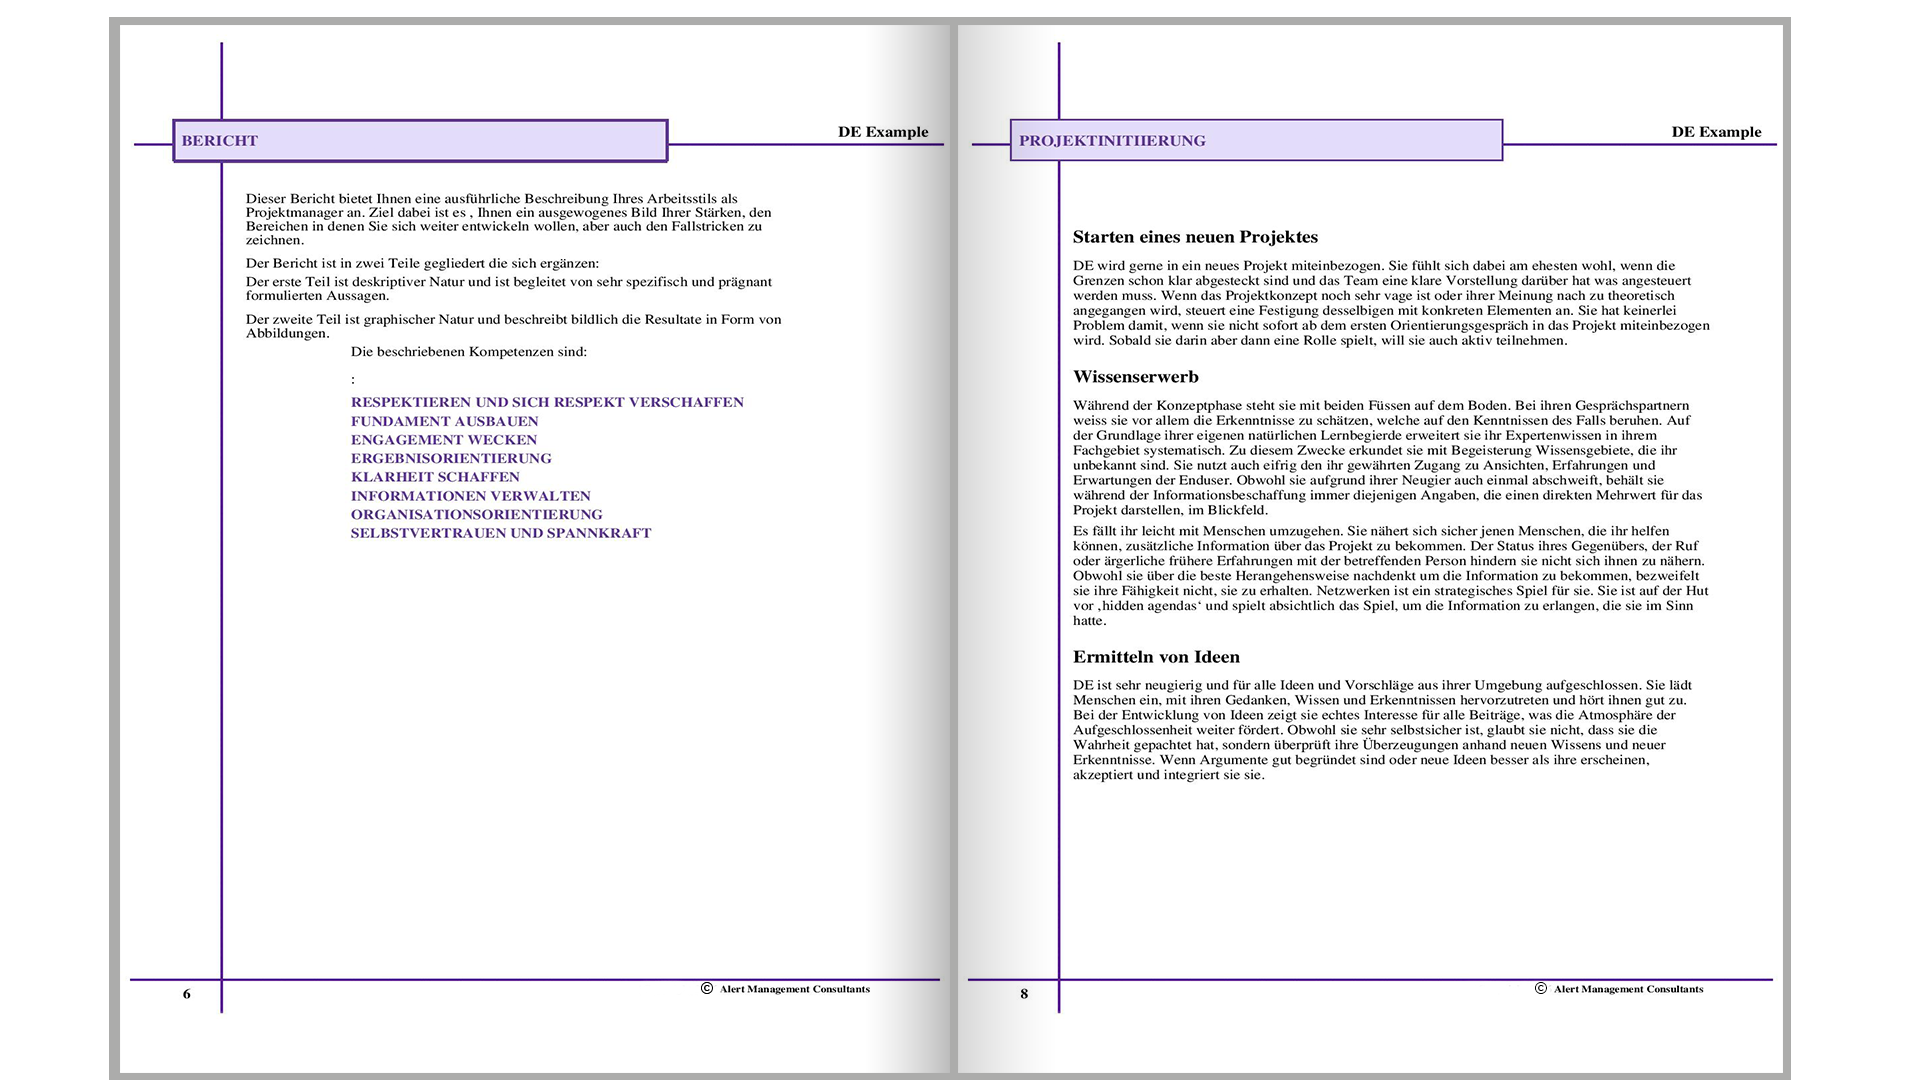 BERICHT
DE Example
Dieser Bericht bietet Ihnen eine ausführliche Beschreibung Ihres Arbeitsstils als
Projektmanager an. Ziel dabei ist es , Ihnen ein ausgewogenes Bild Ihrer Stärken, den
Bereichen in denen Sie sich weiter entwickeln wollen, aber auch den Fallstricken zu
zeichnen.
Der Bericht ist in zwei Teile gegliedert die sich ergänzen:
Der erste Teil ist deskriptiver Natur und ist begleitet von sehr spezifisch und prägnant
formulierten Aussagen.
Der zweite Teil ist graphischer Natur und beschreibt bildlich die Resultate in Form von
Abbildungen.
Die beschriebenen Kompetenzen sind:
:
RESPEKTIEREN UND SICH RESPEKT VERSCHAFFEN
FUNDAMENT AUSBAUEN
ENGAGEMENT WECKEN
ERGEBNISORIENTIERUNG
KLARHEIT SCHAFFEN
INFORMATIONEN VERWALTEN
ORGANISATIONSORIENTIERUNG
SELBSTVERTRAUEN UND SPANNKRAFT
6
© Alert Management Consultants
PROJEKTINITIIERUNG
DE Example
Starten eines neuen Projektes
DE wird gerne in ein neues Projekt miteinbezogen. Sie fühlt sich dabei am ehesten wohl, wenn die
Grenzen schon klar abgesteckt sind und das Team eine klare Vorstellung darüber hat was angesteuert
werden muss. Wenn das Projektkonzept noch sehr vage ist oder ihrer Meinung nach zu theoretisch
angegangen wird, steuert eine Festigung desselbigen mit konkreten Elementen an. Sie hat keinerlei
Problem damit, wenn sie nicht sofort ab dem ersten Orientierungsgespräch in das Projekt miteinbezogen
wird. Sobald sie darin aber dann eine Rolle spielt, will sie auch aktiv teilnehmen.
Wissenserwerb
Während der Konzeptphase steht sie mit beiden Füssen auf dem Boden. Bei ihren Gesprächspartnern
weiss sie vor allem die Erkenntnisse zu schätzen, welche auf den Kenntnissen des Falls beruhen. Auf
der Grundlage ihrer eigenen natürlichen Lernbegierde erweitert sie ihr Expertenwissen in ihrem
Fachgebiet systematisch. Zu diesem Zwecke erkundet sie mit Begeisterung Wissensgebiete, die ihr
unbekannt sind. Sie nutzt auch eifrig den ihr gewährten Zugang zu Ansichten, Erfahrungen und
Erwartungen der Enduser. Obwohl sie aufgrund ihrer Neugier auch einmal abschweift, behält sie
während der Informationsbeschaffung immer diejenigen Angaben, die einen direkten Mehrwert für das
Projekt darstellen, im Blickfeld.
Es fällt ihr leicht mit Menschen umzugehen. Sie nähert sich sicher jenen Menschen, die ihr helfen
können, zusätzliche Information über das Projekt zu bekommen. Der Status ihres Gegenübers, der Ruf
oder ärgerliche frühere Erfahrungen mit der betreffenden Person hindern sie nicht sich ihnen zu nähern.
Obwohl sie über die beste Herangehensweise nachdenkt um die Information zu bekommen, bezweifelt
sie ihre Fähigkeit nicht, sie zu erhalten. Netzwerken ist ein strategisches Spiel für sie. Sie ist auf der Hut
vor ‚hidden agendas‘ und spielt absichtlich das Spiel, um die Information zu erlangen, die sie im Sinn
hatte.
Ermitteln von Ideen
DE ist sehr neugierig und für alle Ideen und Vorschläge aus ihrer Umgebung aufgeschlossen. Sie lädt
Menschen ein, mit ihren Gedanken, Wissen und Erkenntnissen hervorzutreten und hört ihnen gut zu.
Bei der Entwicklung von Ideen zeigt sie echtes Interesse für alle Beiträge, was die Atmosphäre der
Aufgeschlossenheit weiter fördert. Obwohl sie sehr selbstsicher ist, glaubt sie nicht, dass sie die
Wahrheit gepachtet hat, sondern überprüft ihre Überzeugungen anhand neuen Wissens und neuer
Erkenntnisse. Wenn Argumente gut begründet sind oder neue Ideen besser als ihre erscheinen,
akzeptiert und integriert sie sie.
8
© Alert Management Consultants